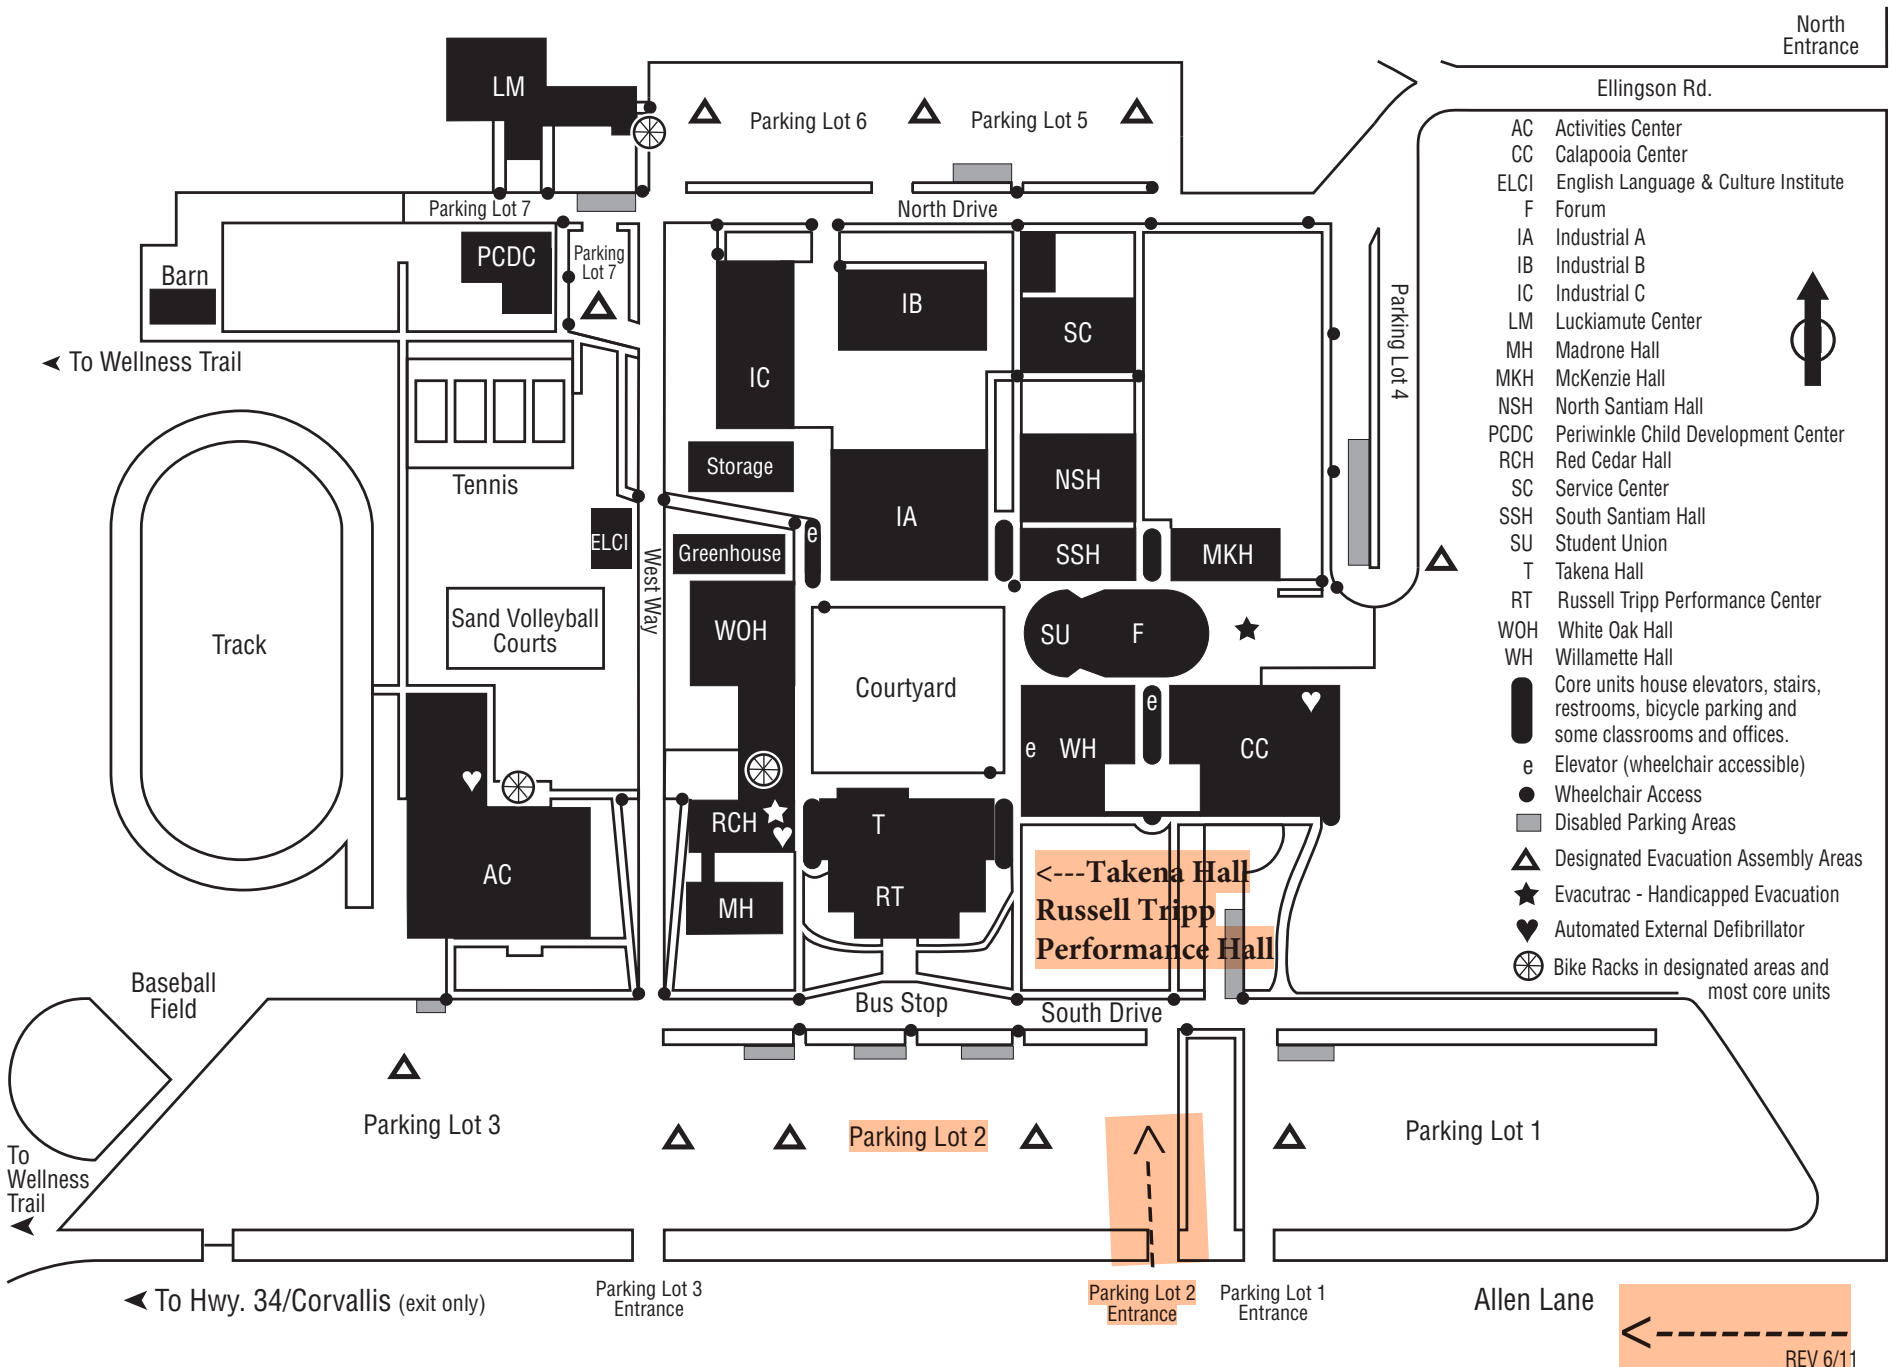 North
Entrance
Ellingson Rd.
LM
Parking Lot 6
Parking Lot 5
Parking Lot 7
North Drive
PCDC
Parking
Lot 7
Barn
IB
SC
IC
Parking Lot 4
To Wellness Trail
Tennis
Storage
NSH
IA
e
ELCI
Greenhouse
SSH
MKH
West Way
Sand Volleyball
Courts
WOH
SU
F
Track
Courtyard
e
e
WH
CC
RCH
T
AC
RT
MH
<---Takena Hall
Russell Tripp
Performance Hall
Baseball
Field
Bus Stop
South Drive
Parking Lot 3
Parking Lot 2
Parking Lot 1
To
Wellness
Trail
To Hwy. 34/Corvallis (exit only)
Parking Lot 3
Entrance
Parking Lot 2
Entrance
Parking Lot 1
Entrance
Allen Lane
REV 6/11
AC Activities Center
CC Calapooia Center
ELCI English Language & Culture Institute
F Forum
IA Industrial A
IB Industrial B
IC Industrial C
LM Luckiamute Center
MH Madrone Hall
MKH McKenzie Hall
NSH North Santiam Hall
PCDC Periwinkle Child Development Center
RCH Red Cedar Hall
SC Service Center
SSH South Santiam Hall
SU Student Union
T Takena Hall
RT Russell Tripp Performance Center
WOH White Oak Hall
WH Willamette Hall
Core units house elevators, stairs,
restrooms, bicycle parking and
some classrooms and offices.
e Elevator (wheelchair accessible)
Wheelchair Access
Disabled Parking Areas
Designated Evacuation Assembly Areas
Evacutrac - Handicapped Evacuation
Automated External Defibrillator
Bike Racks in designated areas and
most core units